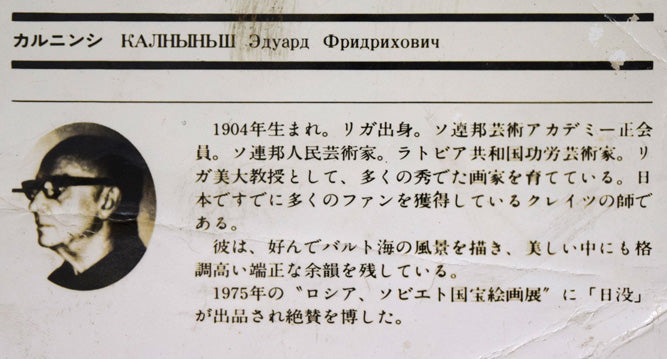 カルニンシ КАЛНЫНЬШ Эдуард Фридрихович
1904年生まれ。リガ出身。ソ連邦芸術アカデミー正会
員。ソ連邦人民芸術家。ラトビア共和国功労芸術家。リ
ガ美大教授として、多くの秀でた画家を育てている。日
本ですでに多くのファンを獲得しているクレイツの師で
ある。
彼は、好んでバルト海の風景を描き、美しい中にも格
調高い端正な余韻を残している。
1975年の〝ロシア、ソビエト国宝絵画展〟に「日没」
が出品され絶賛を博した。